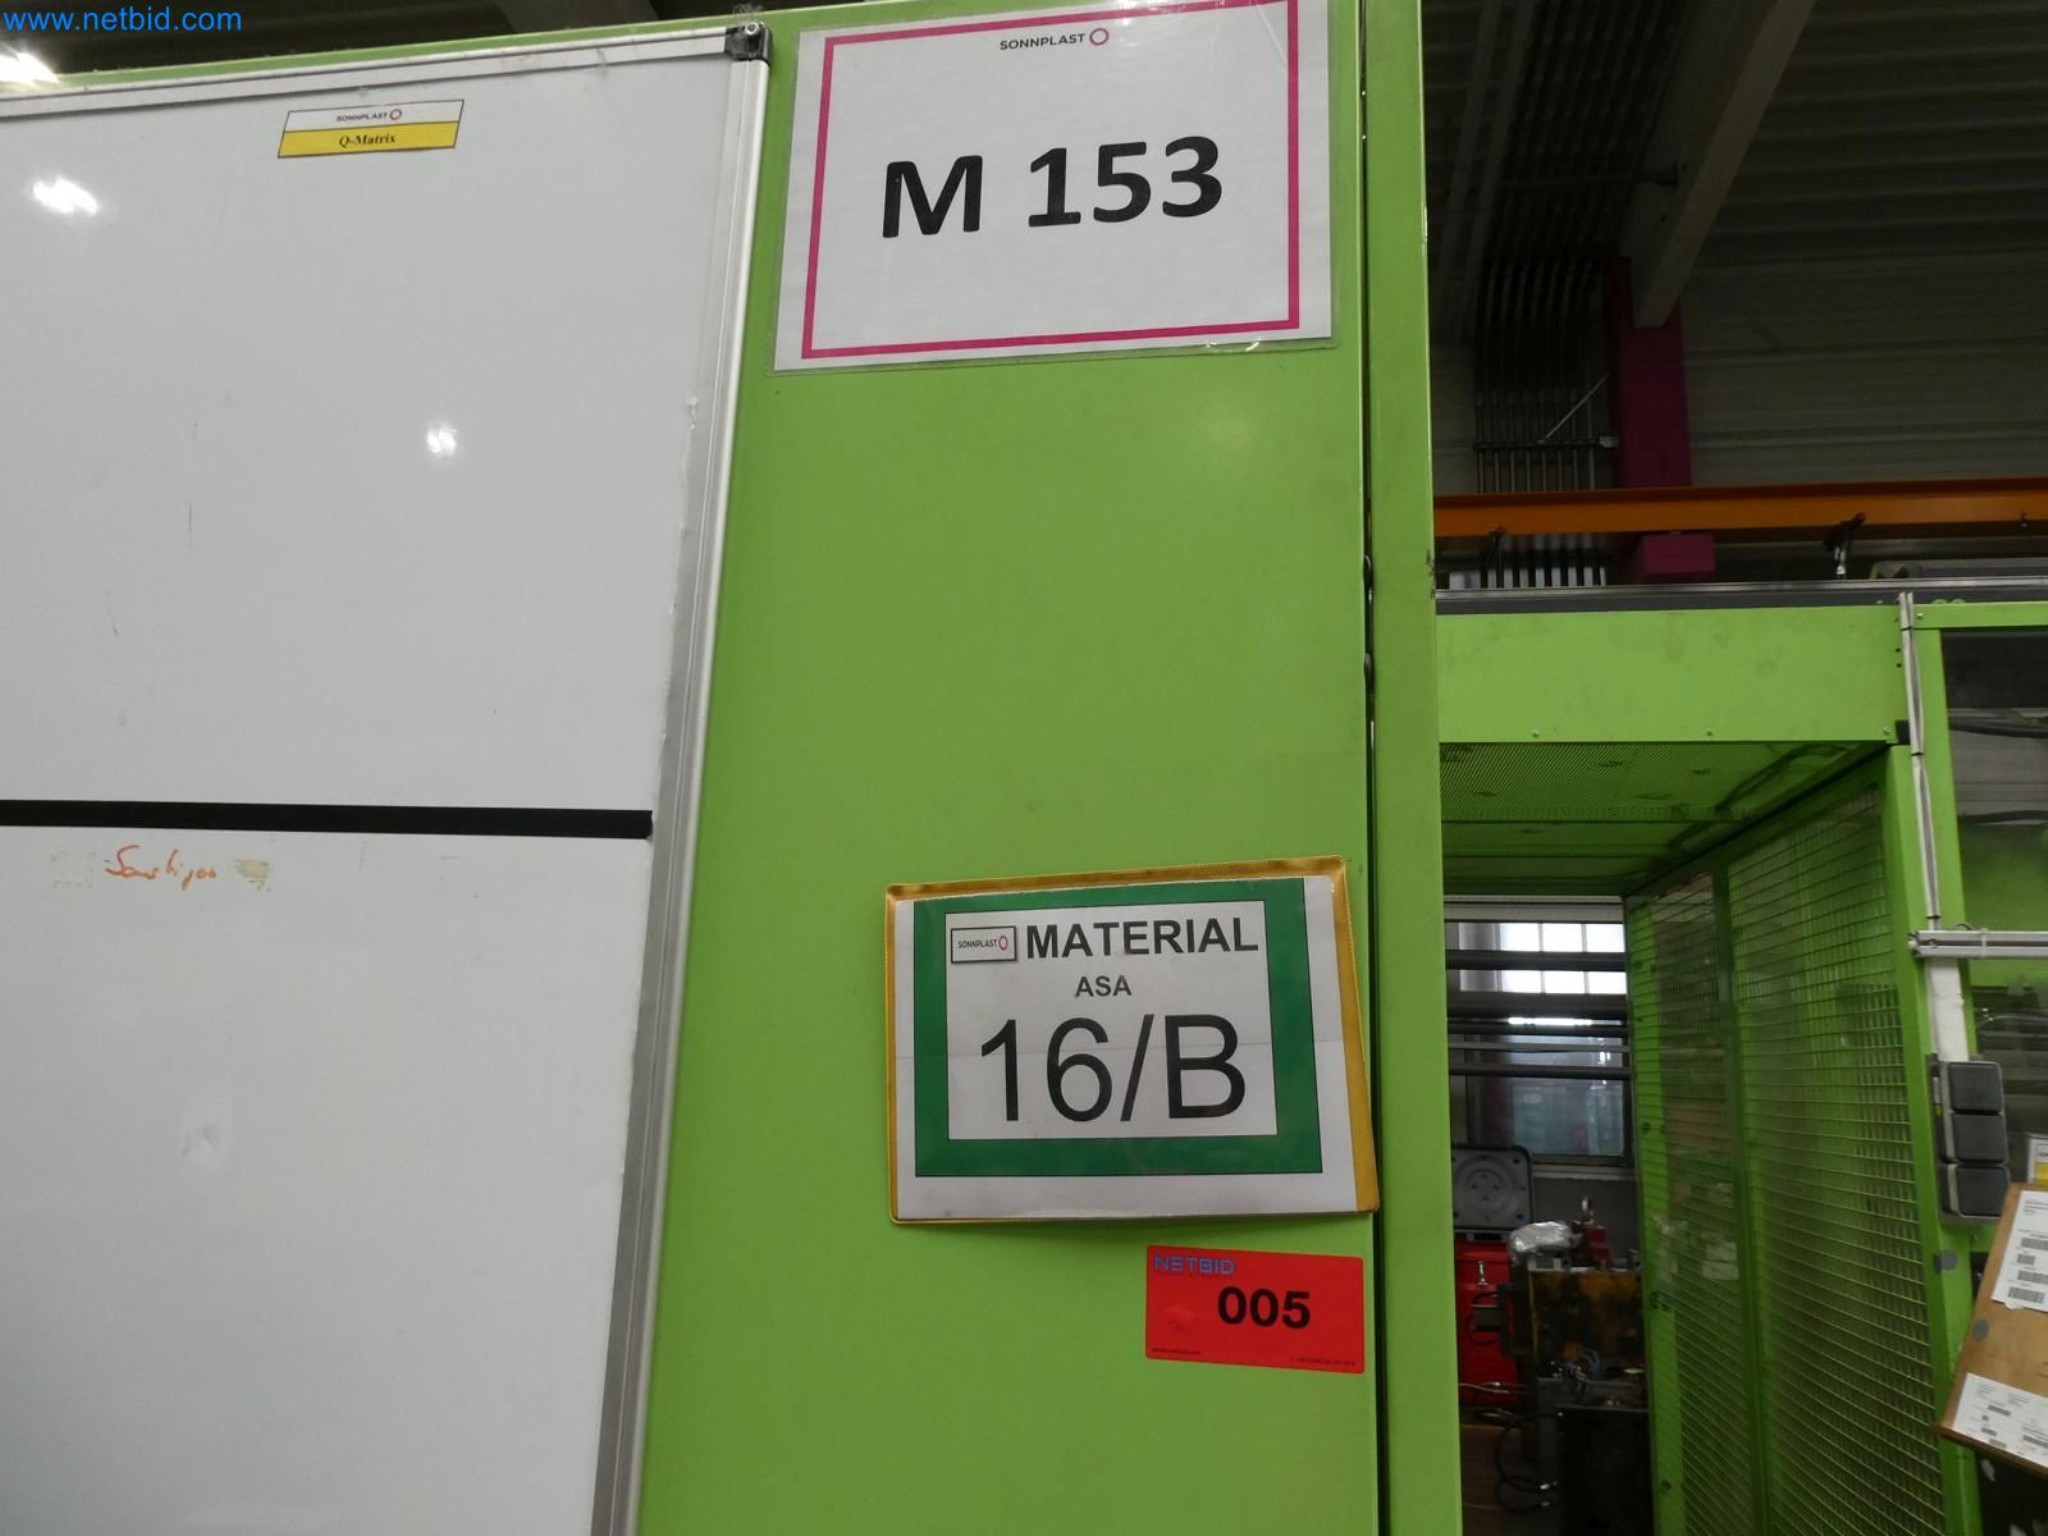 www.netbid.com
SONNPLAST
M 153
SONNPLAST
Q-Matrix
SONNPLAST
MATERIAL
ASA
16/B
NETBID
005